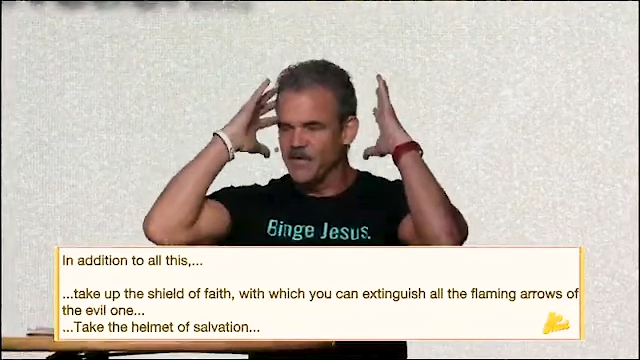 Binge Jesus.
In addition to all this,...
...take up the shield of faith, with which you can extinguish all the flaming arrows of
the evil one...
...Take the helmet of salvation...